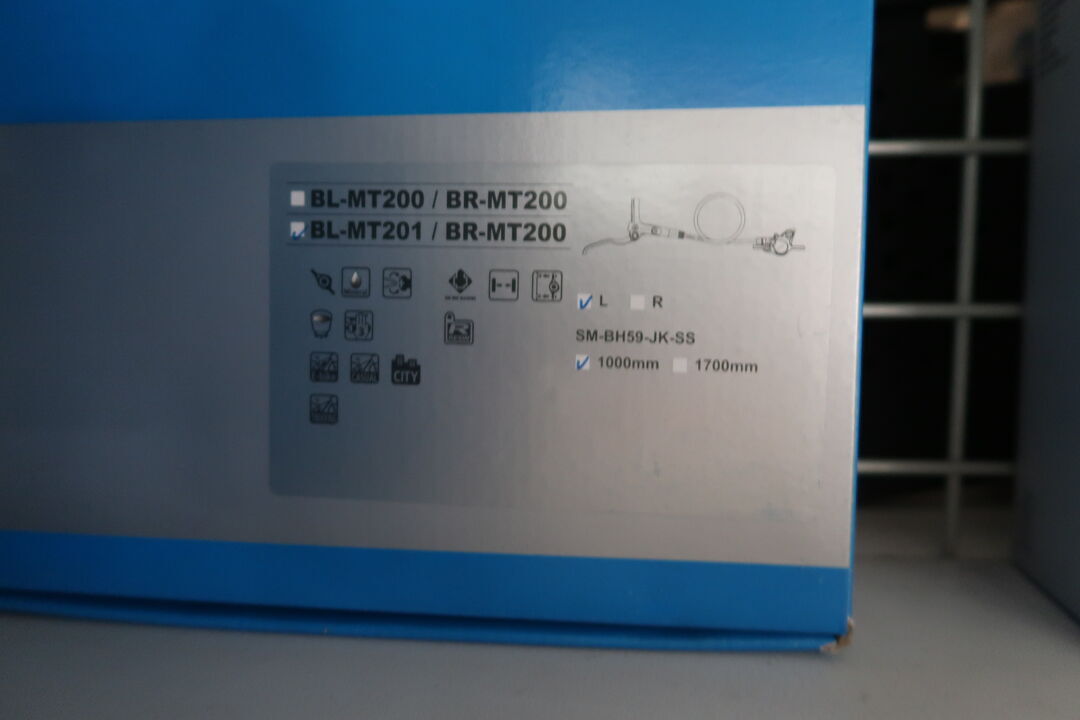 BL-MT200 / BR-MT200
BL-MT201 / BR-MT200
L R
SM-BH59-JK-SS
1000mm 1700mm
CITY